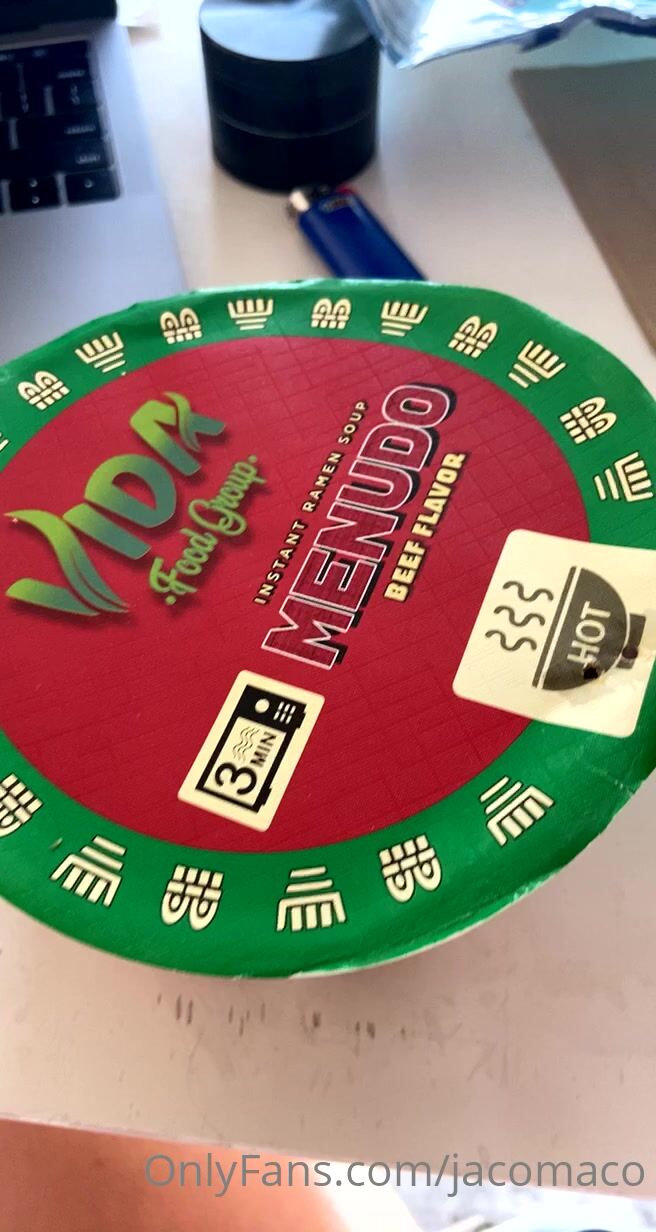 VIDA
·Food Group·
INSTANT RAMEN SOUP
MENUDO
BEEF FLAVOR
3
MIN
HOT
OnlyFans.com/jacomaco